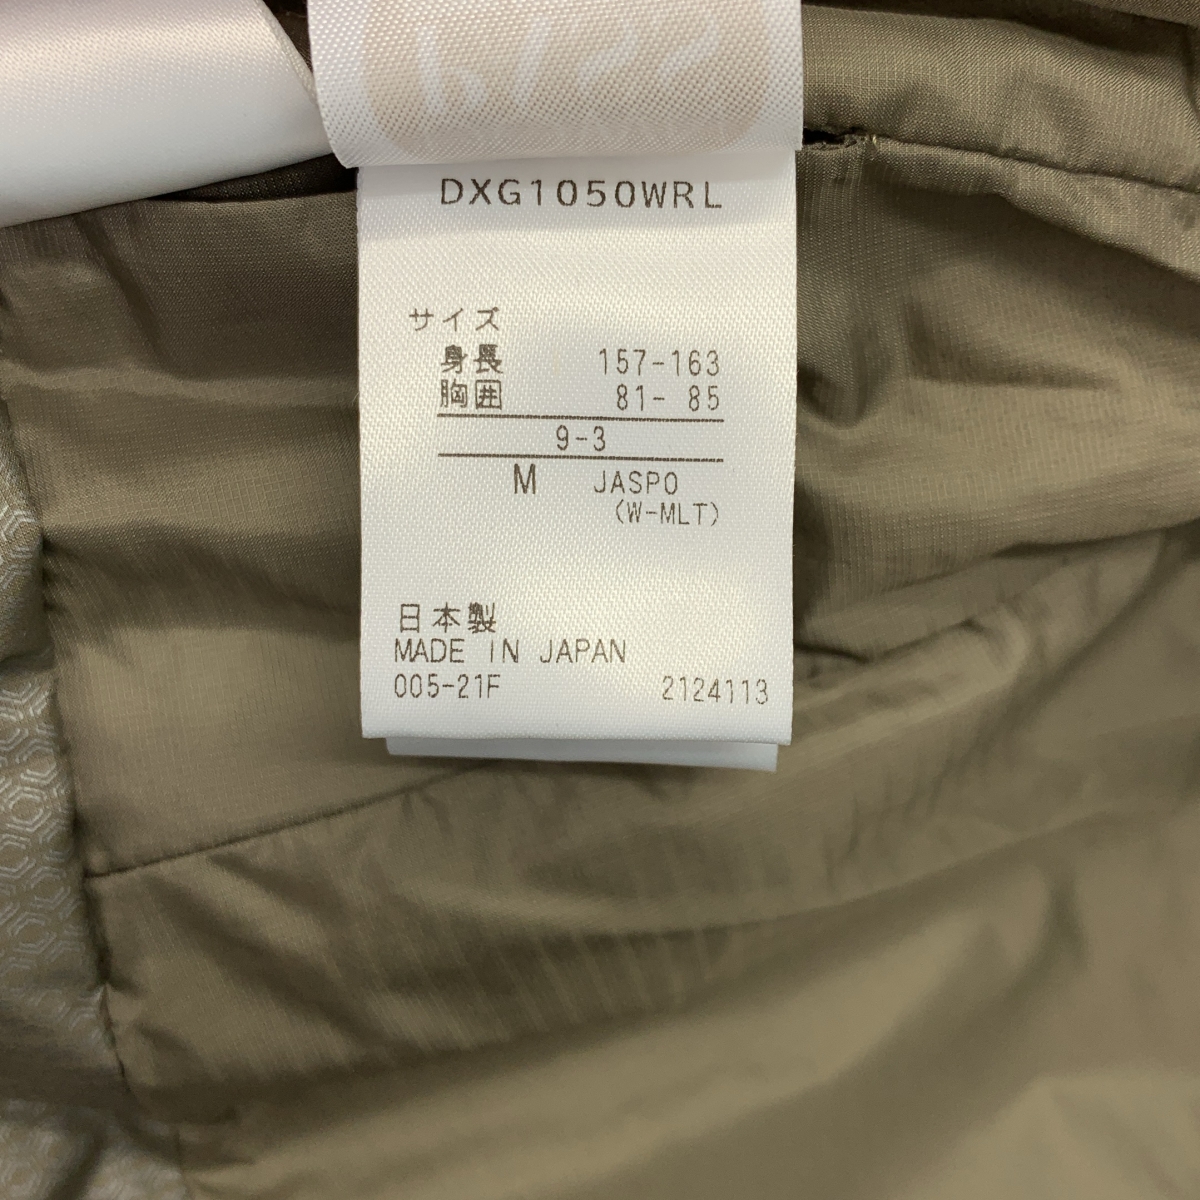 DXG1050WRL
サイズ
身長 157-163
胸囲 81- 85
9-3
M JASPO
(W-MLT)
日本製
MADE IN JAPAN
005-21F 2124113